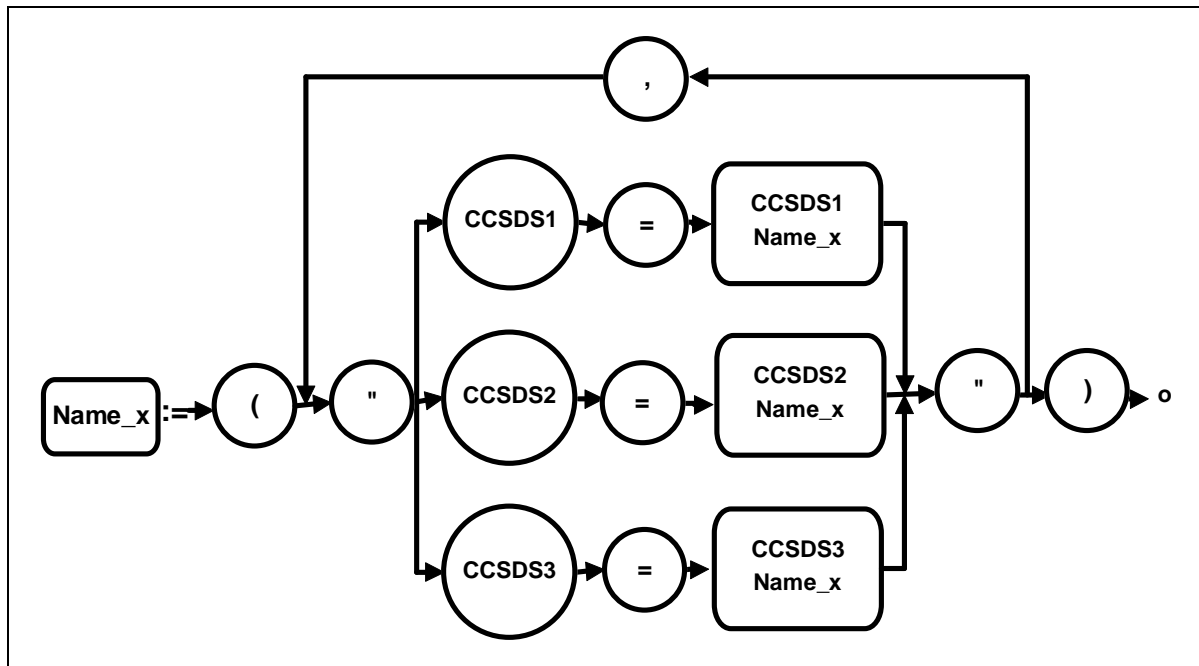 ,
CCSDS1
=
CCSDS1
Name_x
Name_x := ( "
CCSDS2
=
CCSDS2
Name_x
" ) o
CCSDS3
=
CCSDS3
Name_x